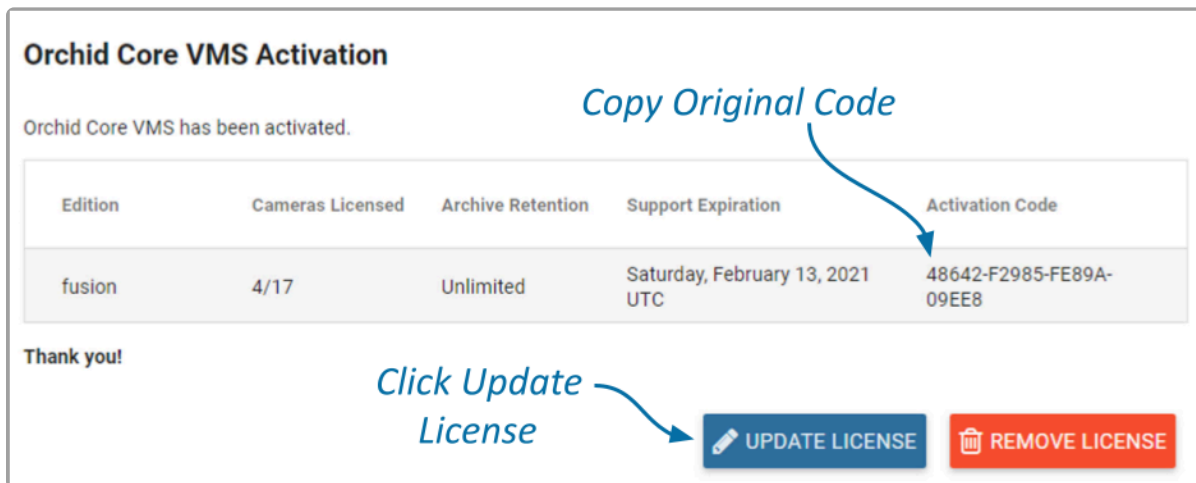 Orchid Core VMS Activation
Copy Original Code
Orchid Core VMS has been activated.
Edition Cameras Licensed Archive Retention Support Expiration Activation Code
fusion 4/17 Unlimited Saturday, February 13, 2021 48642-F2985-FE89A-
UTC 09EE8
Thank you!
Click Update
License
UPDATE LICENSE REMOVE LICENSE